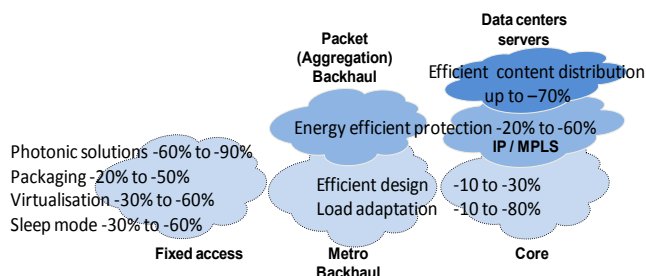 Data centers
servers
Packet
(Aggregation)
Backhaul
Efficient content distribution
up to –70%
Energy efficient protection -20% to -60%
IP / MPLS
Photonic solutions -60% to -90%
Packaging -20% to -50%
Virtualisation -30% to -60%
Sleep mode -30% to -60%
Efficient design -10 to -30%
Load adaptation -10 to -80%
Fixed access
Metro
Backhaul
Core